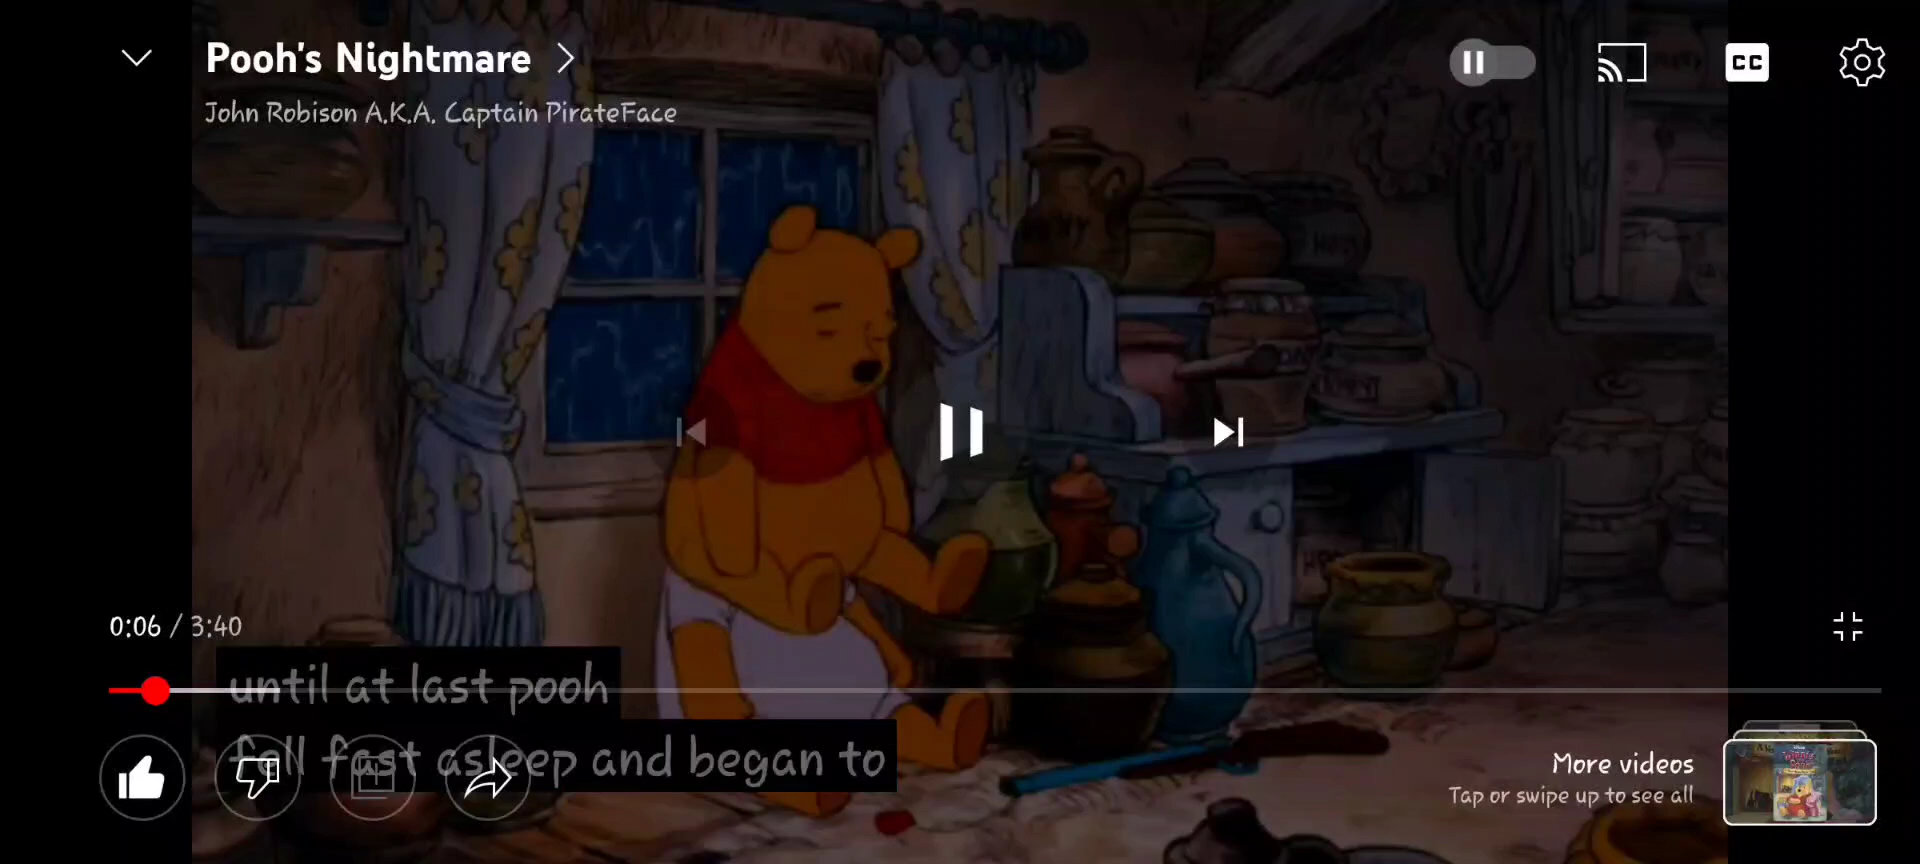 Pooh's Nightmare
John Robison A.K.A. Captain PirateFace
CC
0:06 / 3:40
until at last pooh
fell fast asleep and began to
More videos
Tap or swipe up to see all